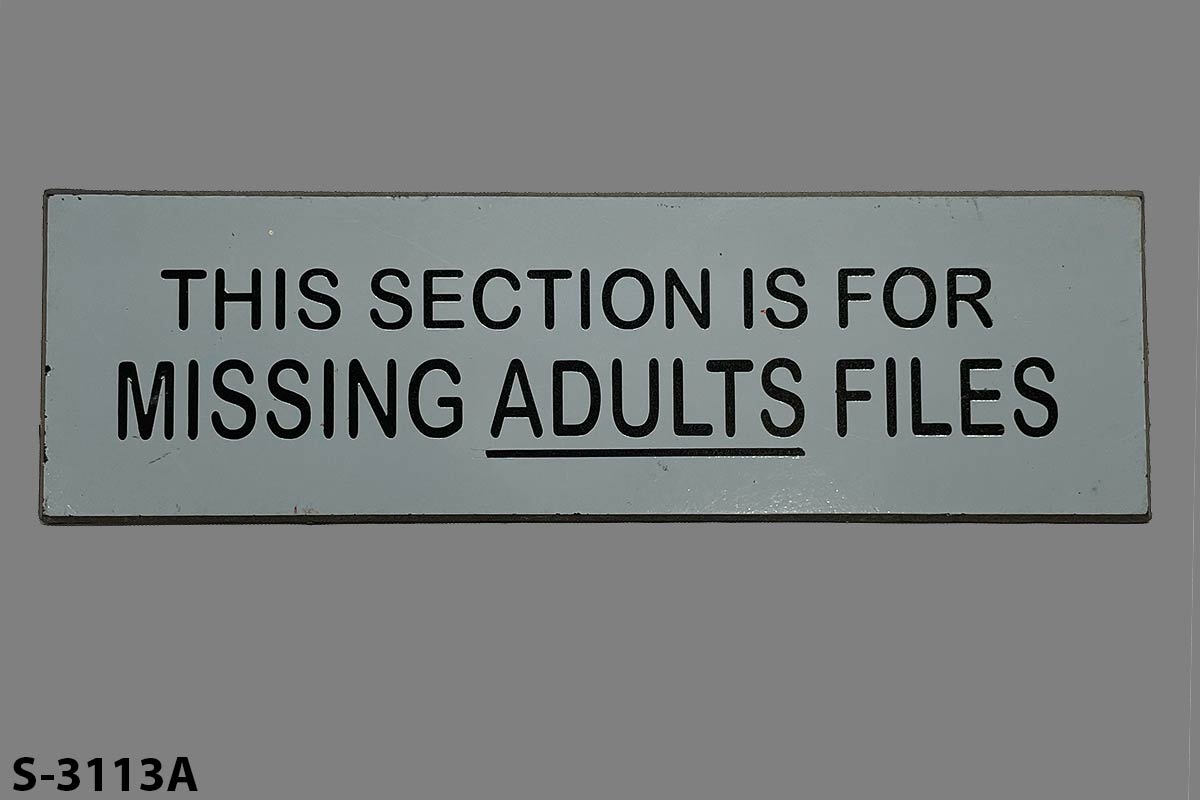 THIS SECTION IS FOR
MISSING ADULTS FILES
S-3113A